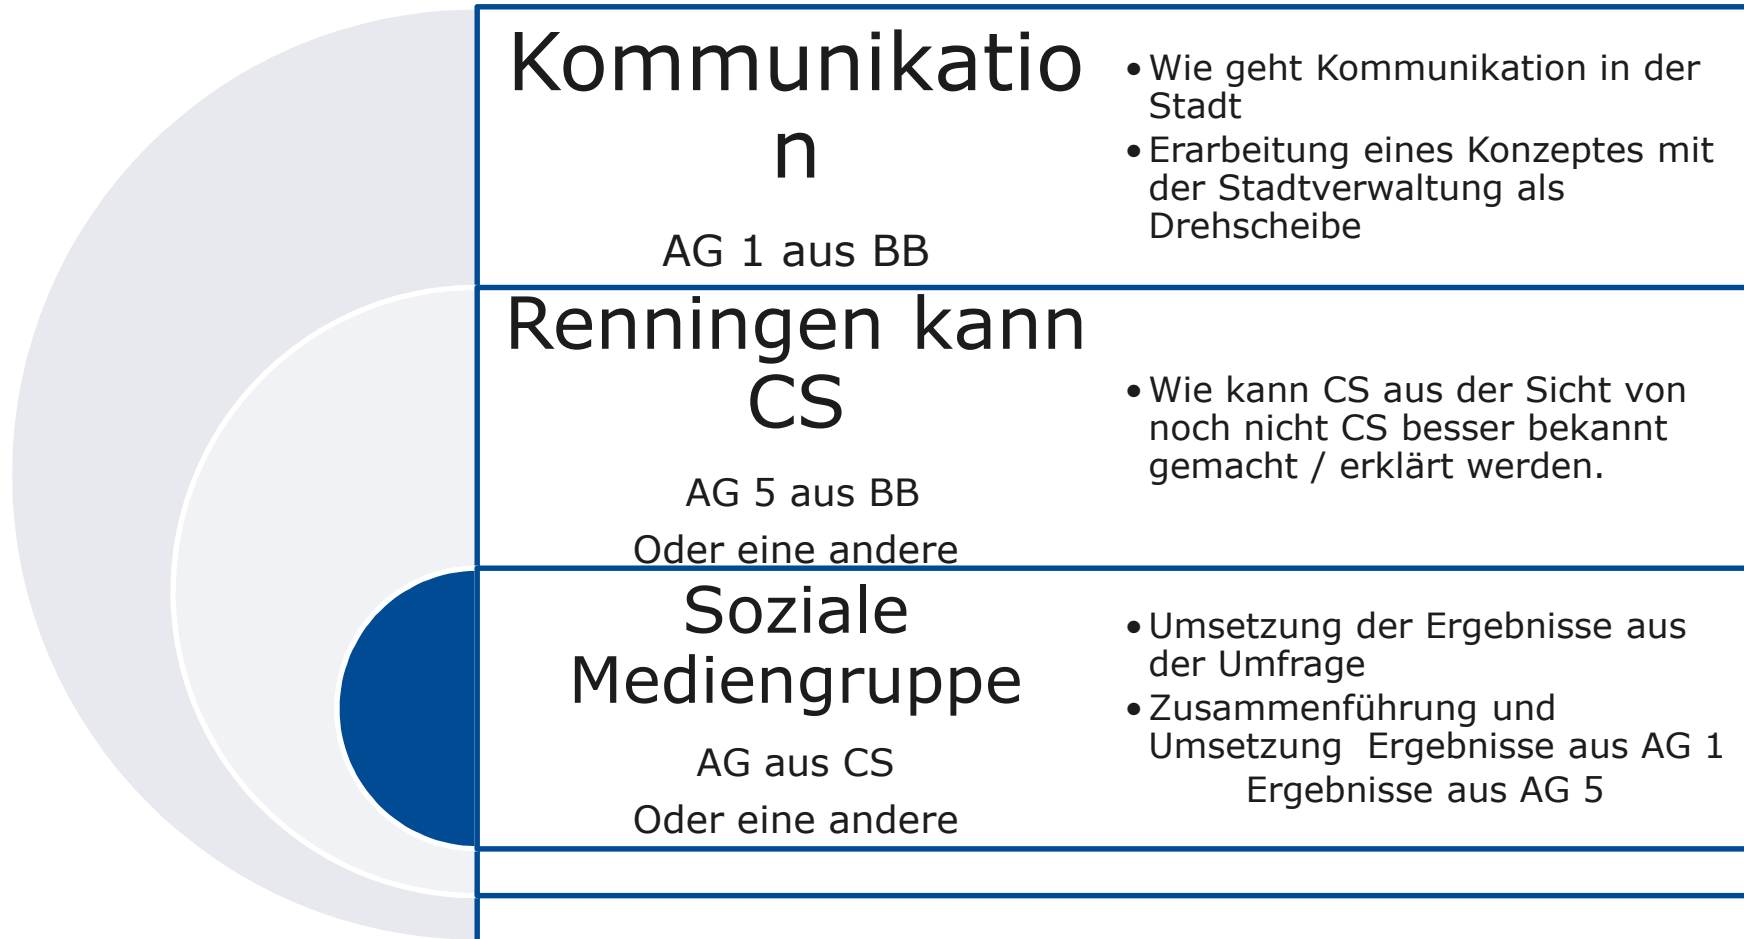 Kommunikatio
n
AG 1 aus BB
• Wie geht Kommunikation in der
Stadt
• Erarbeitung eines Konzeptes mit
der Stadtverwaltung als
Drehscheibe
Renningen kann
CS
AG 5 aus BB
Oder eine andere
• Wie kann CS aus der Sicht von
noch nicht CS besser bekannt
gemacht / erklärt werden.
Soziale
Mediengruppe
AG aus CS
Oder eine andere
• Umsetzung der Ergebnisse aus
der Umfrage
• Zusammenführung und
Umsetzung  Ergebnisse aus AG 1
Ergebnisse aus AG 5